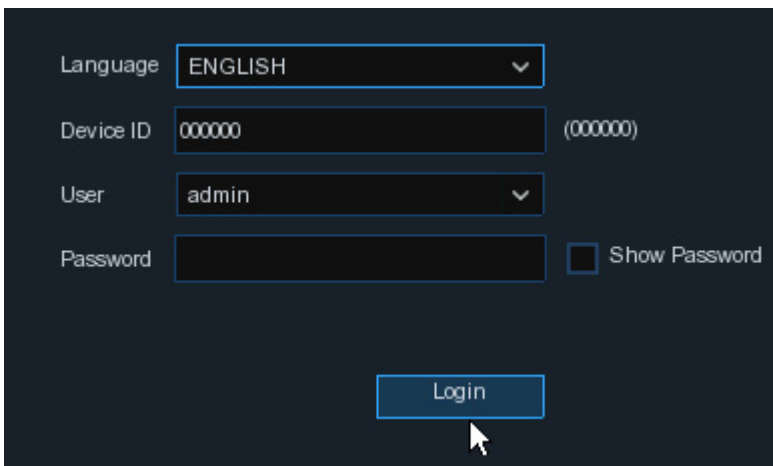 Language ENGLISH
Device ID 000000 (000000)
User admin
Password Show Password
Login